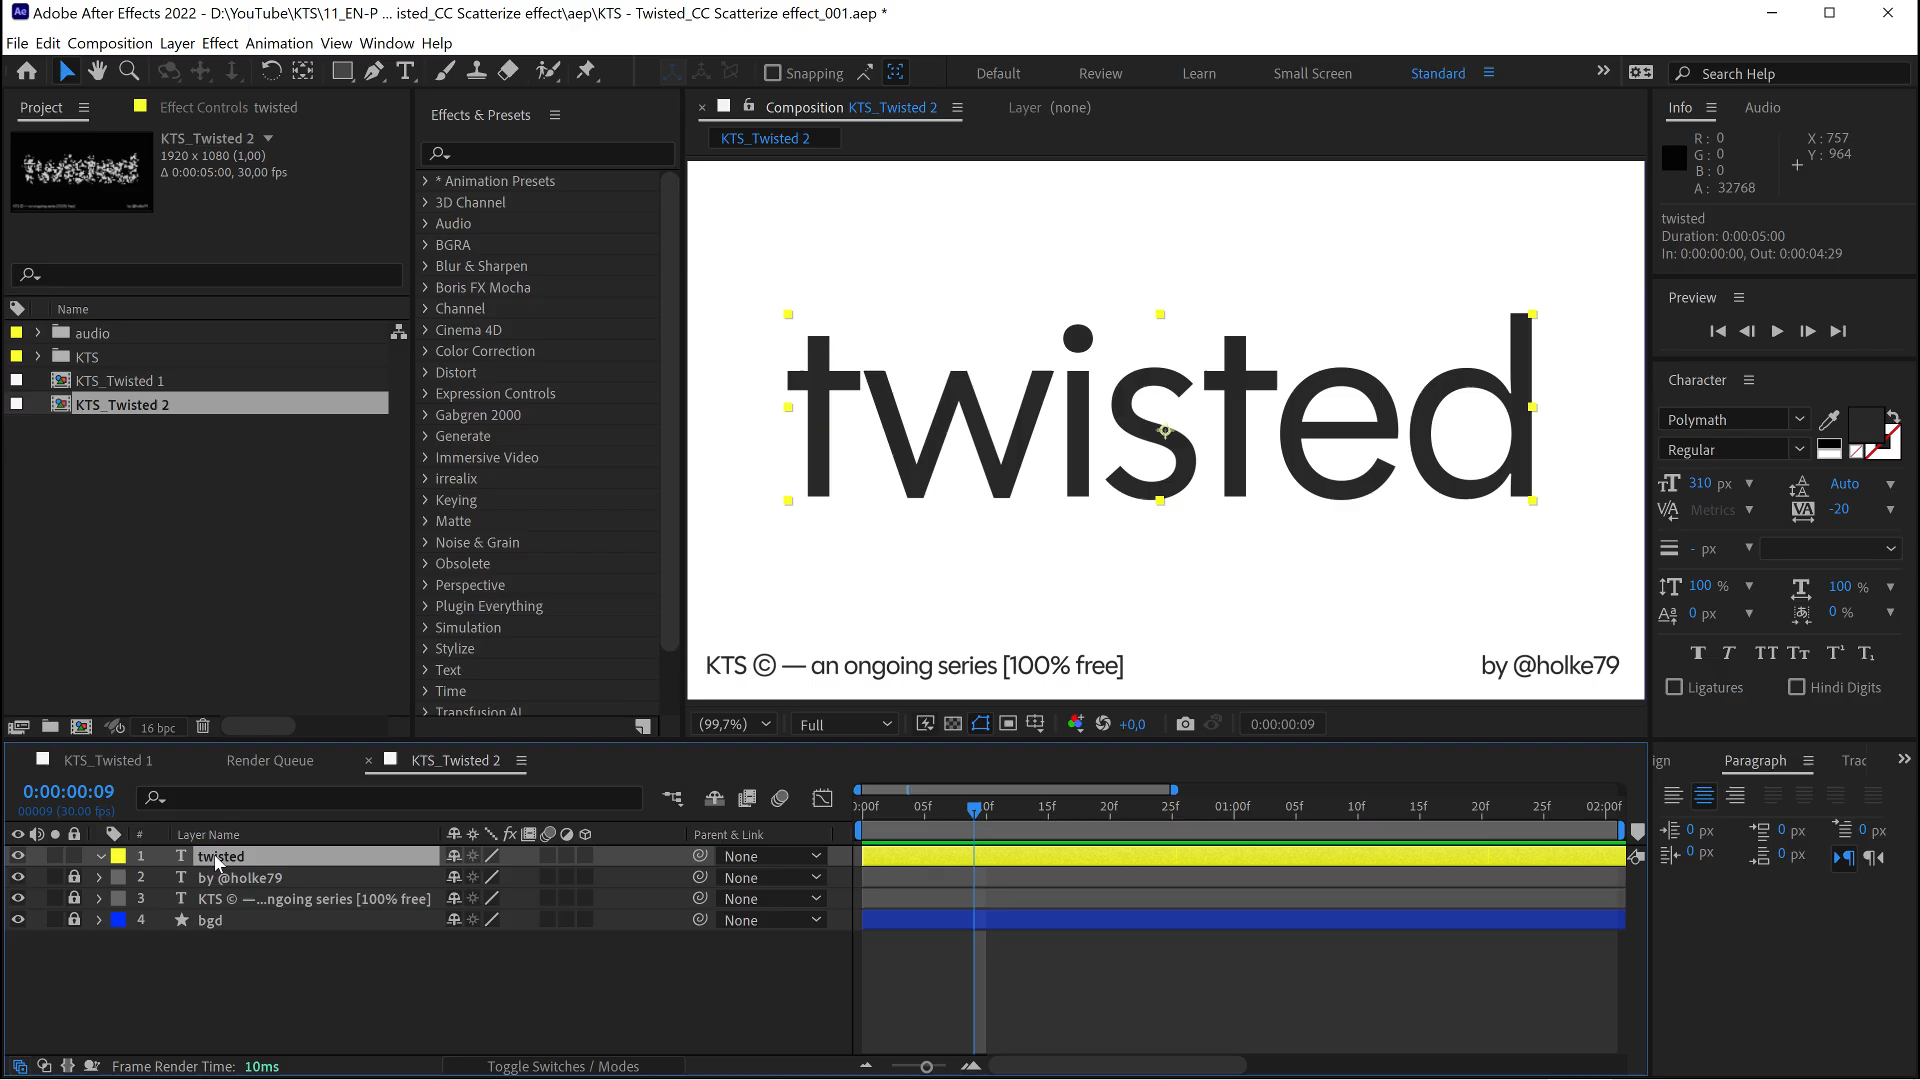 Adobe After Effects 2022 - D:\YouTube\KTS\11_EN-P ... isted_CC Scatterize effect\aep\KTS - Twisted_CC Scatterize effect_001.aep *
File Edit Composition Layer Effect Animation View Window Help
Snapping
Default
Review
Learn
Small Screen
Standard
Search Help
Project
Effect Controls twisted
KTS_Twisted 2
1920 x 1080 (1,00)
Δ 0:00:05:00, 30,00 fps
Name
audio
KTS
KTS_Twisted 1
KTS_Twisted 2
16 bpc
Effects & Presets
* Animation Presets
3D Channel
Audio
BGRA
Blur & Sharpen
Boris FX Mocha
Channel
Cinema 4D
Color Correction
Distort
Expression Controls
Gabgren 2000
Generate
Immersive Video
irrealix
Keying
Matte
Noise & Grain
Obsolete
Perspective
Plugin Everything
Simulation
Stylize
Text
Time
Transfusion AI
Composition KTS_Twisted 2
Layer (none)
KTS_Twisted 2
twisted
KTS © — an ongoing series [100% free]
by @holke79
(99,7%)
Full
+0,0
0:00:00:09
Info
Audio
R : 0
G : 0
B : 0
A : 32768
X : 757
Y : 964
twisted
Duration: 0:00:05:00
In: 0:00:00:00, Out: 0:00:04:29
Preview
Character
Polymath
Regular
310 px
Auto
Metrics
-20
- px
100 %
100 %
0 px
0 %
Ligatures
Hindi Digits
KTS_Twisted 1
Render Queue
KTS_Twisted 2
0:00:00:09
00009 (30.00 fps)
# Layer Name
Parent & Link
1 twisted None
2 by @holke79 None
3 KTS © —...ngoing series [100% free] None
4 bgd None
0:00f 05f 0f 15f 20f 25f 01:00f 05f 10f 15f 20f 25f 02:00f
Frame Render Time: 10ms
Toggle Switches / Modes
ign
Paragraph
Trac
0 px
0 px
0 px
0 px
0 px